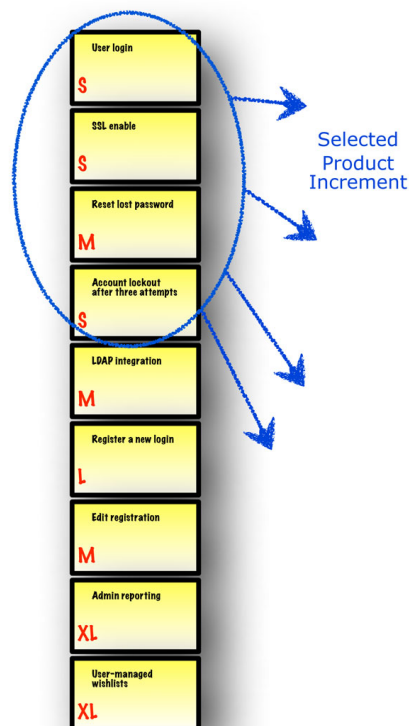 User login
S
SSL enable
S
Selected
Product
Increment
Reset lost password
M
Account lockout
after three attempts
S
LDAP integration
M
Register a new login
L
Edit registration
M
Admin reporting
XL
User-managed
wishlists
XL